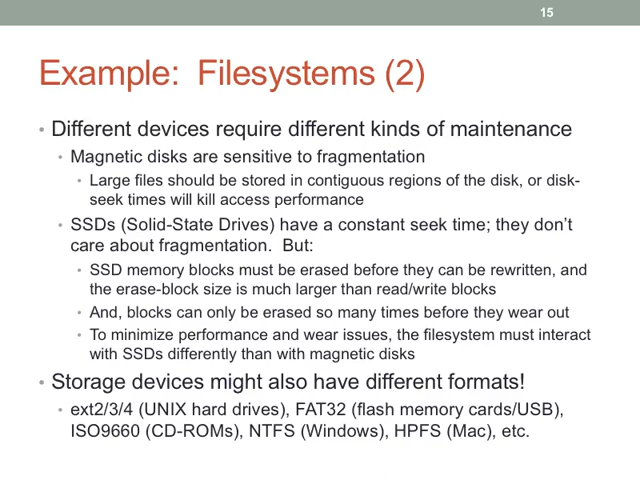 15
Example:  Filesystems (2)
• Different devices require different kinds of maintenance
• Magnetic disks are sensitive to fragmentation
• Large files should be stored in contiguous regions of the disk, or disk-
seek times will kill access performance
• SSDs (Solid-State Drives) have a constant seek time; they don't
care about fragmentation.  But:
• SSD memory blocks must be erased before they can be rewritten, and
the erase-block size is much larger than read/write blocks
• And, blocks can only be erased so many times before they wear out
• To minimize performance and wear issues, the filesystem must interact
with SSDs differently than with magnetic disks
• Storage devices might also have different formats!
• ext2/3/4 (UNIX hard drives), FAT32 (flash memory cards/USB),
ISO9660 (CD-ROMs), NTFS (Windows), HPFS (Mac), etc.